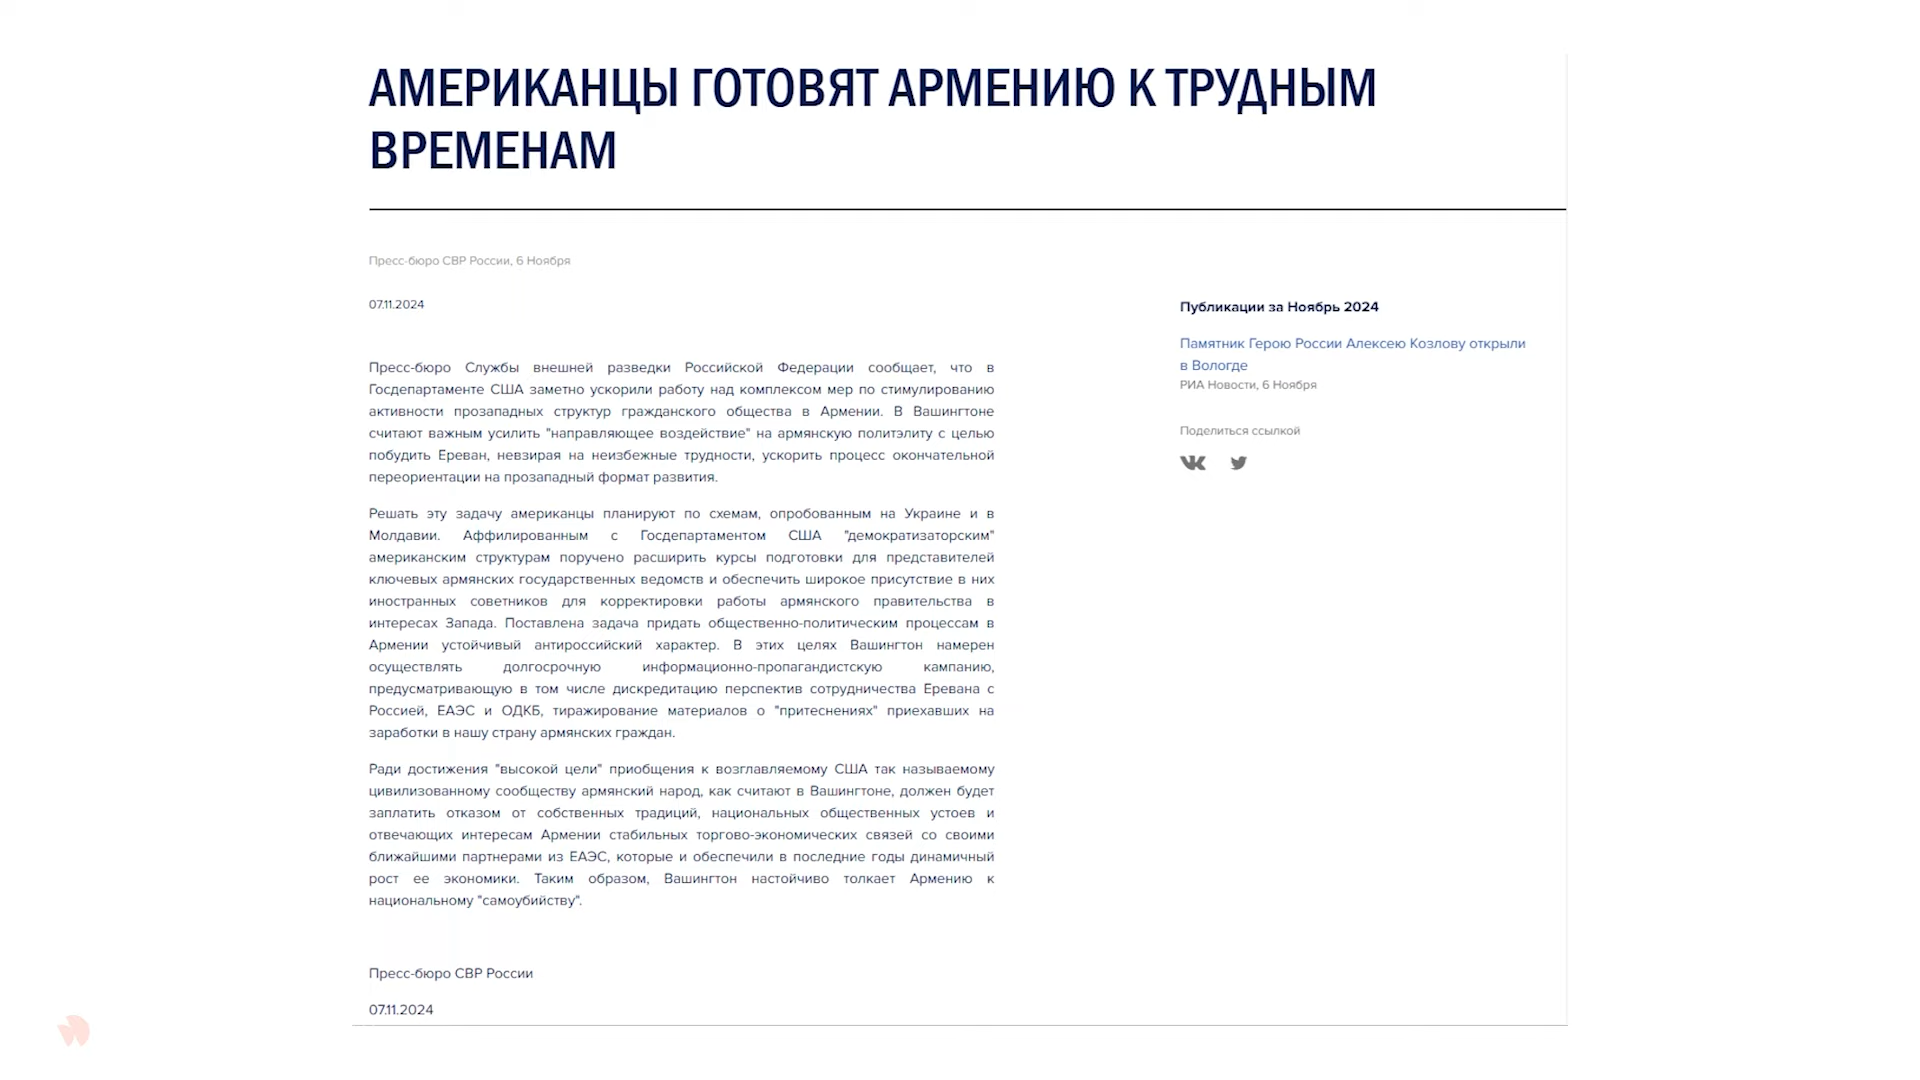 АМЕРИКАНЦЫ ГОТОВЯТ АРМЕНИЮ К ТРУДНЫМ
ВРЕМЕНАМ
Пресс-бюро СВР России, 6 Ноября
07.11.2024
Пресс-бюро Службы внешней разведки Российской Федерации сообщает, что в
Госдепартаменте США заметно ускорили работу над комплексом мер по стимулированию
активности прозападных структур гражданского общества в Армении. В Вашингтоне
считают важным усилить "направляющее воздействие" на армянскую политэлиту с целью
побудить Ереван, невзирая на неизбежные трудности, ускорить процесс окончательной
переориентации на прозападный формат развития.
Решать эту задачу американцы планируют по схемам, опробованным на Украине и в
Молдавии. Аффилированным с Госдепартаментом США "демократизаторским"
американским структурам поручено расширить курсы подготовки для представителей
ключевых армянских государственных ведомств и обеспечить широкое присутствие в них
иностранных советников для корректировки работы армянского правительства в
интересах Запада. Поставлена задача придать общественно-политическим процессам в
Армении устойчивый антироссийский характер. В этих целях Вашингтон намерен
осуществлять долгосрочную информационно-пропагандистскую кампанию,
предусматривающую в том числе дискредитацию перспектив сотрудничества Еревана с
Россией, ЕАЭС и ОДКБ, тиражирование материалов о "притеснениях" приехавших на
заработки в нашу страну армянских граждан.
Ради достижения "высокой цели" приобщения к возглавляемому США так называемому
цивилизованному сообществу армянский народ, как считают в Вашингтоне, должен будет
заплатить отказом от собственных традиций, национальных общественных устоев и
отвечающих интересам Армении стабильных торгово-экономических связей со своими
ближайшими партнерами из ЕАЭС, которые и обеспечили в последние годы динамичный
рост ее экономики. Таким образом, Вашингтон настойчиво толкает Армению к
национальному "самоубийству".
Пресс-бюро СВР России
07.11.2024
Публикации за Ноябрь 2024
Памятник Герою России Алексею Козлову открыли
в Вологде
РИА Новости, 6 Ноября
Поделиться ссылкой